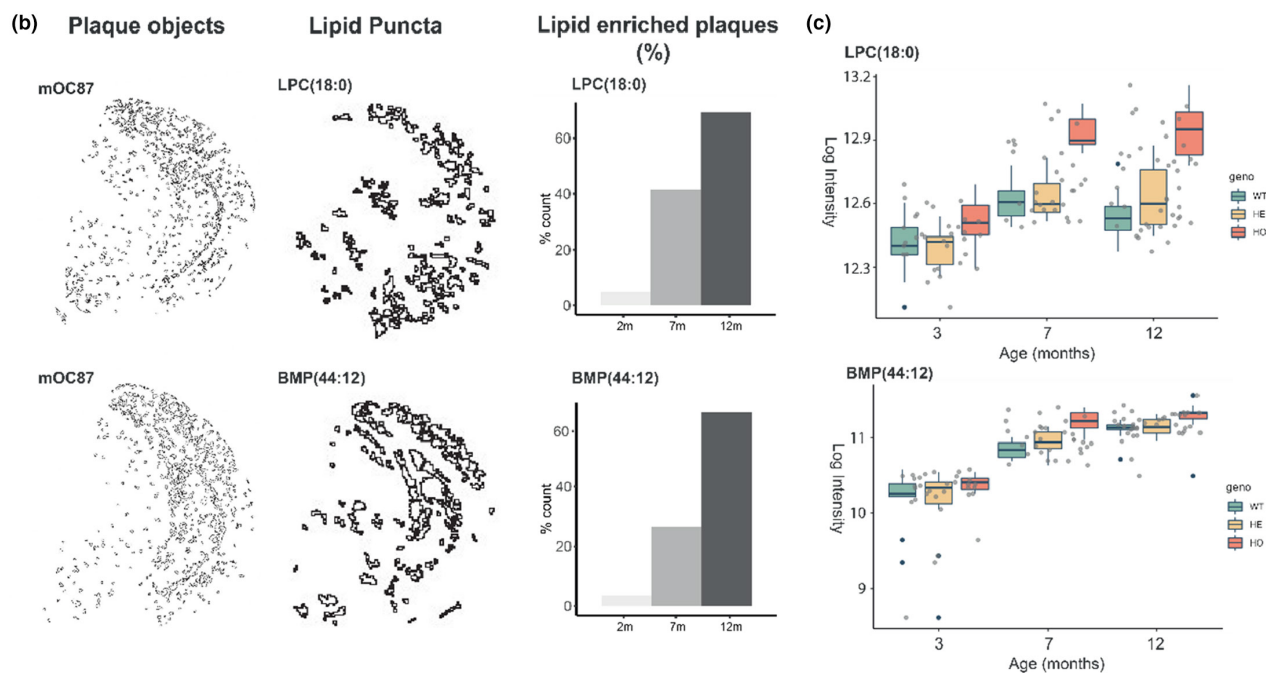 (b)
Plaque objects
Lipid Puncta
Lipid enriched plaques
(%)
mOC87
LPC(18:0)
LPC(18:0)
% count
60
40
20
0
2m
7m
12m
mOC87
BMP(44:12)
BMP(44:12)
% count
60
40
20
0
2m
7m
12m
(c)
LPC(18:0)
Log Intensity
13.2
12.9
12.6
12.3
3
7
12
Age (months)
geno
WT
HE
HO
BMP(44:12)
Log Intensity
11
10
9
3
7
12
Age (months)
geno
WT
HE
HO